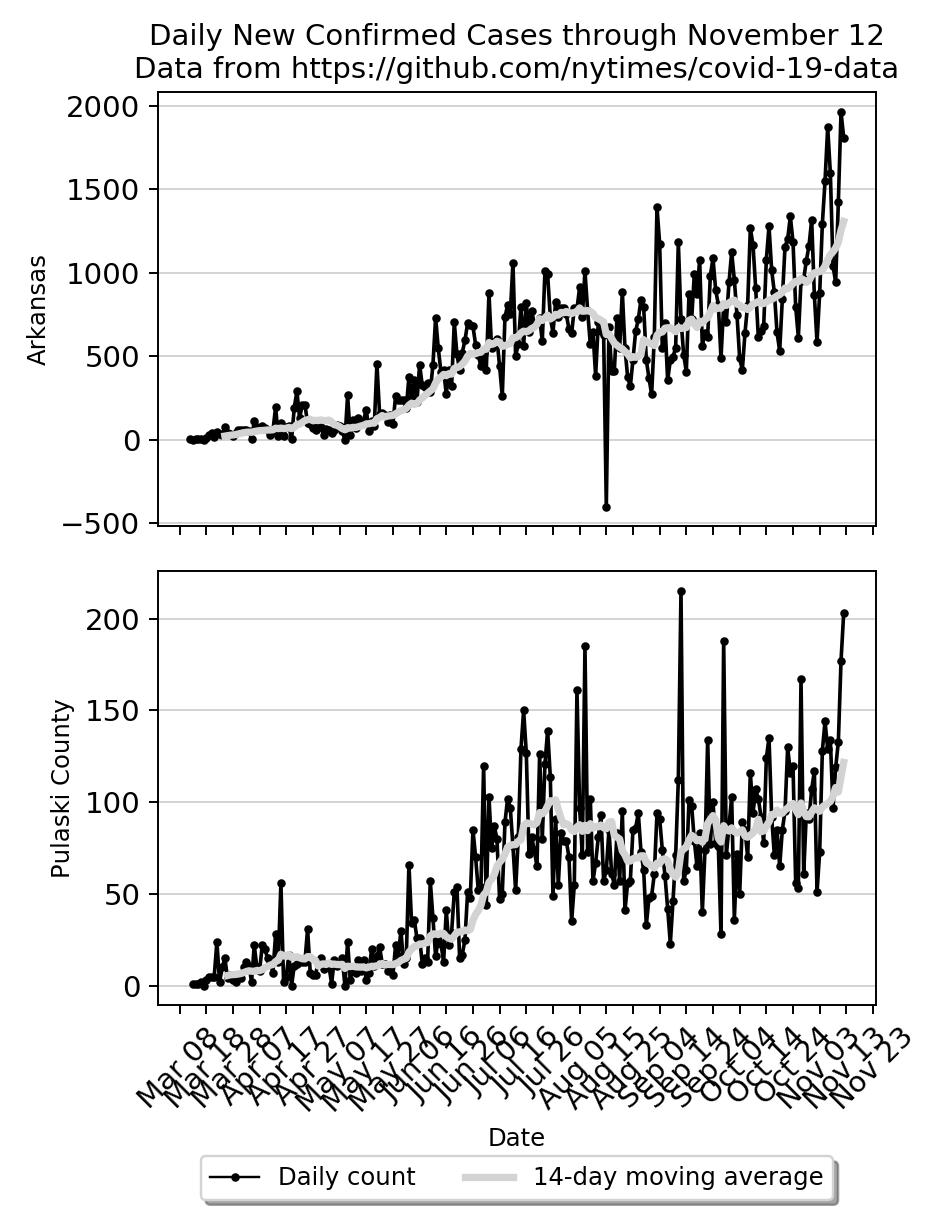 Daily New Confirmed Cases through November 12
Data from https://github.com/nytimes/covid-19-data
2000
1500
1000
500
0
−500
Arkansas
200
150
100
50
0
Pulaski County
Mar 08
Mar 18
Mar 28
Apr 07
Apr 17
Apr 27
May 07
May 17
May 27
Jun 06
Jun 16
Jun 26
Jul 06
Jul 16
Jul 26
Aug 05
Aug 15
Aug 25
Sep 04
Sep 14
Sep 24
Oct 04
Oct 14
Oct 24
Nov 03
Nov 13
Nov 23
Date
Daily count
14-day moving average